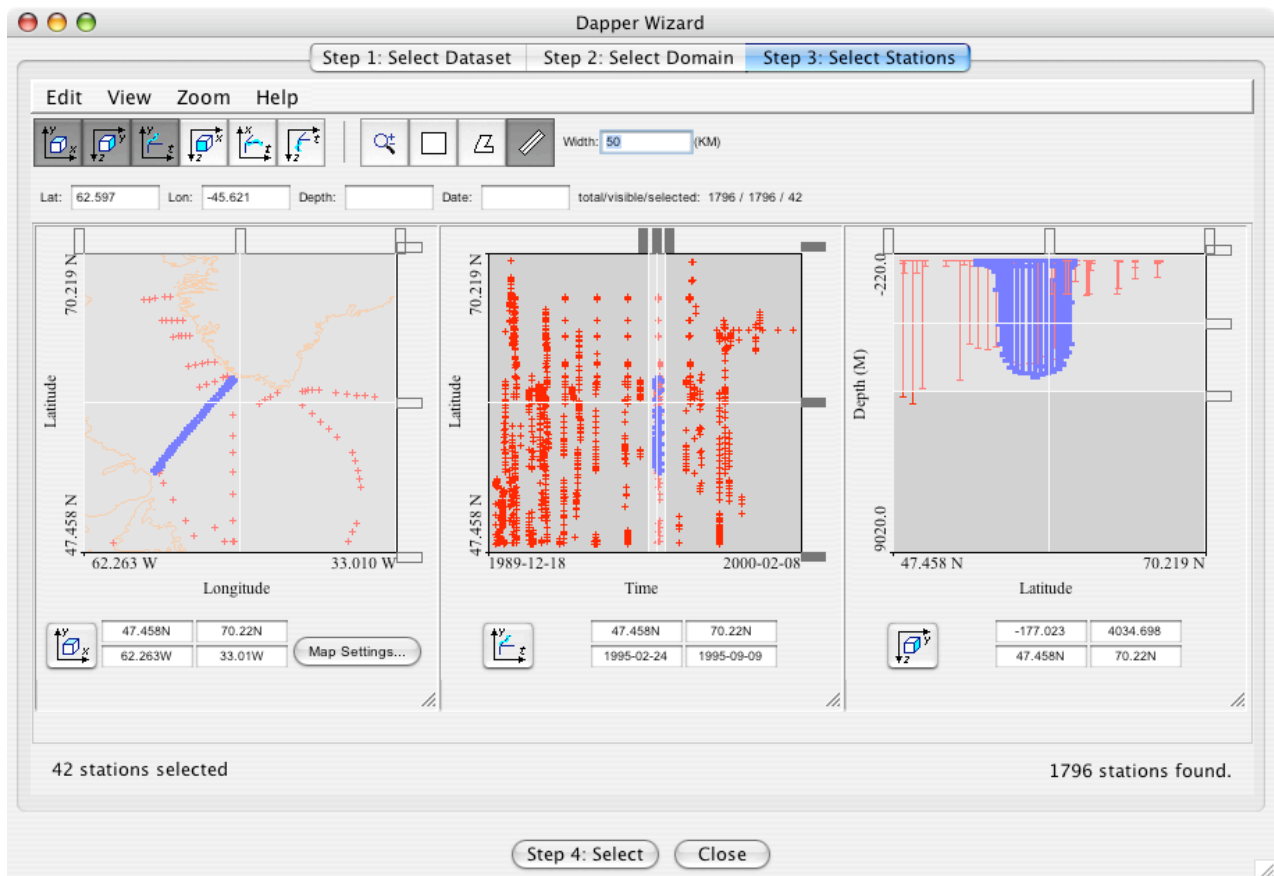 Dapper Wizard
Step 1: Select Dataset Step 2: Select Domain Step 3: Select Stations
Edit View Zoom Help
y x y z y t x z x t t z Width: 50 (KM)
Lat: 62.597 Lon: -45.621 Depth: Date: total/visible/selected: 1796 / 1796 / 42
70.219 N
Latitude
47.458 N
62.263 W 33.010 W
Longitude
70.219 N
Latitude
47.458 N
1989-12-18 2000-02-08
Time
-220.0
Depth (M)
9020.0
47.458 N 70.219 N
Latitude
y x
47.458N 70.22N
62.263W 33.01W
Map Settings...
y t
47.458N 70.22N
1995-02-24 1995-09-09
y z
-177.023 4034.698
47.458N 70.22N
42 stations selected 1796 stations found.
Step 4: Select Close